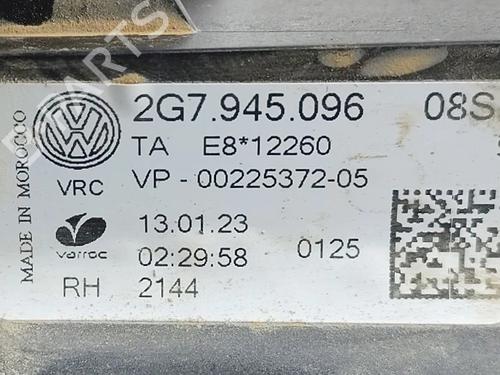 2G7.945.096 08S
TA E8*12260
VRC VP - 00225372-05
MADE IN MOROCCO
13.01.23
varroc 02:29:58 0125
RH 2144